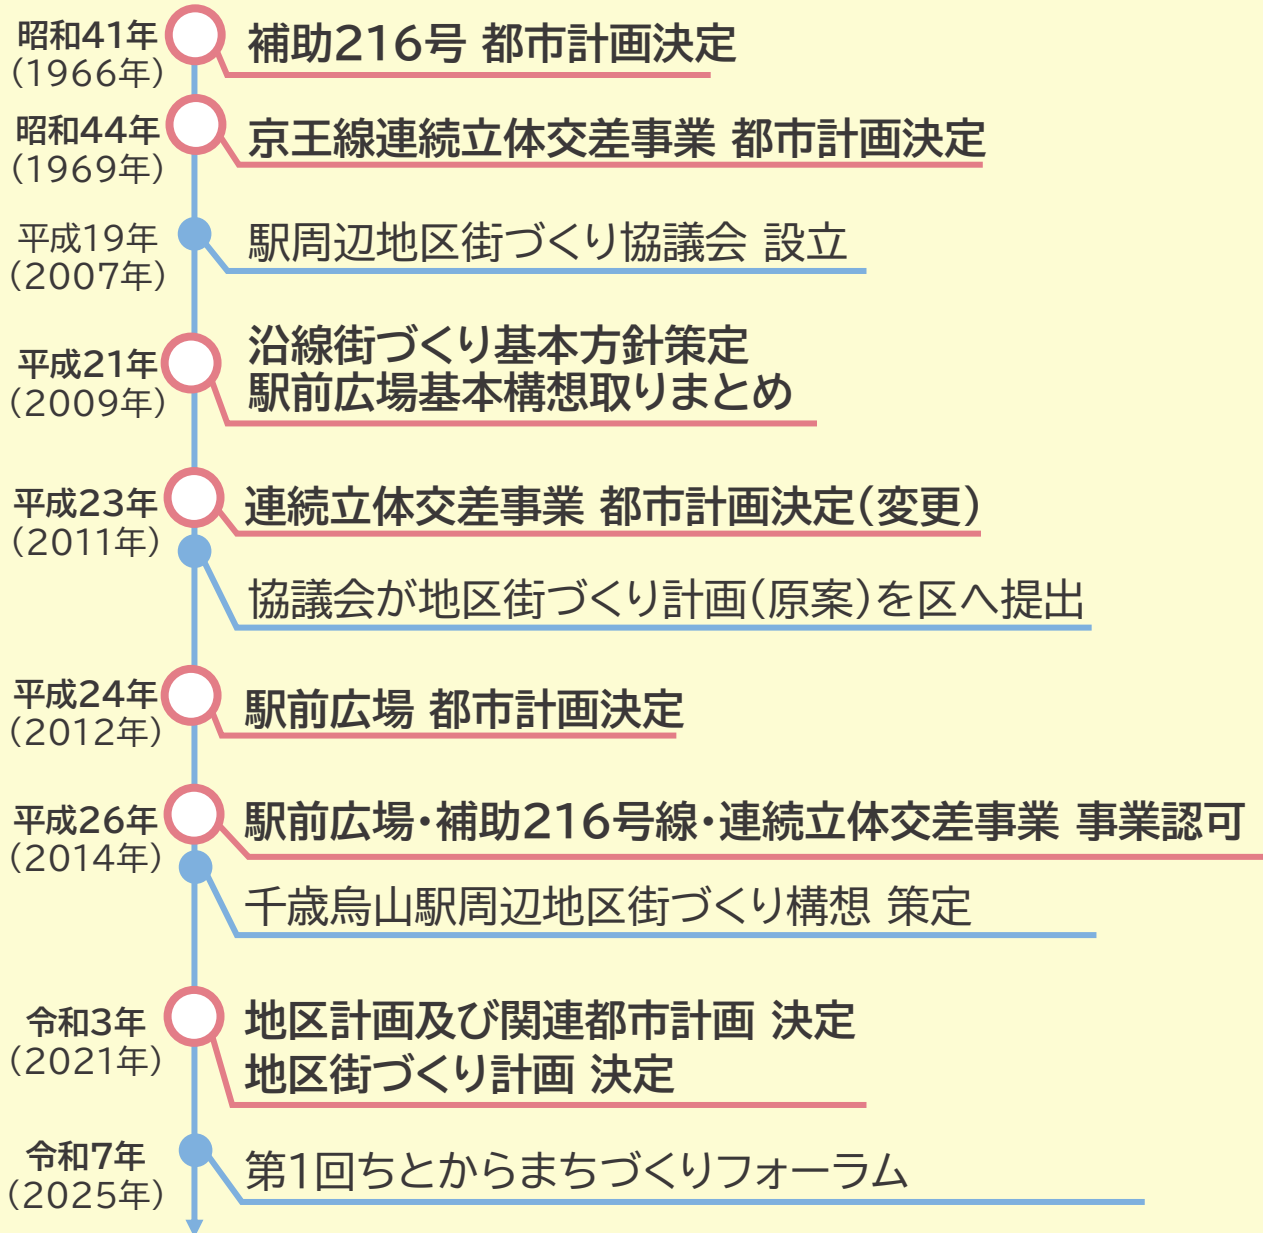 昭和41年
(1966年)
補助216号 都市計画決定
昭和44年
(1969年)
京王線連続立体交差事業 都市計画決定
平成19年
(2007年)
駅周辺地区街づくり協議会 設立
平成21年
(2009年)
沿線街づくり基本方針策定
駅前広場基本構想取りまとめ
平成23年
(2011年)
連続立体交差事業 都市計画決定(変更)
協議会が地区街づくり計画(原案)を区へ提出
平成24年
(2012年)
駅前広場 都市計画決定
平成26年
(2014年)
駅前広場・補助216号線・連続立体交差事業 事業認可
千歳烏山駅周辺地区街づくり構想 策定
令和3年
(2021年)
地区計画及び関連都市計画 決定
地区街づくり計画 決定
令和7年
(2025年)
第1回ちとからまちづくりフォーラム